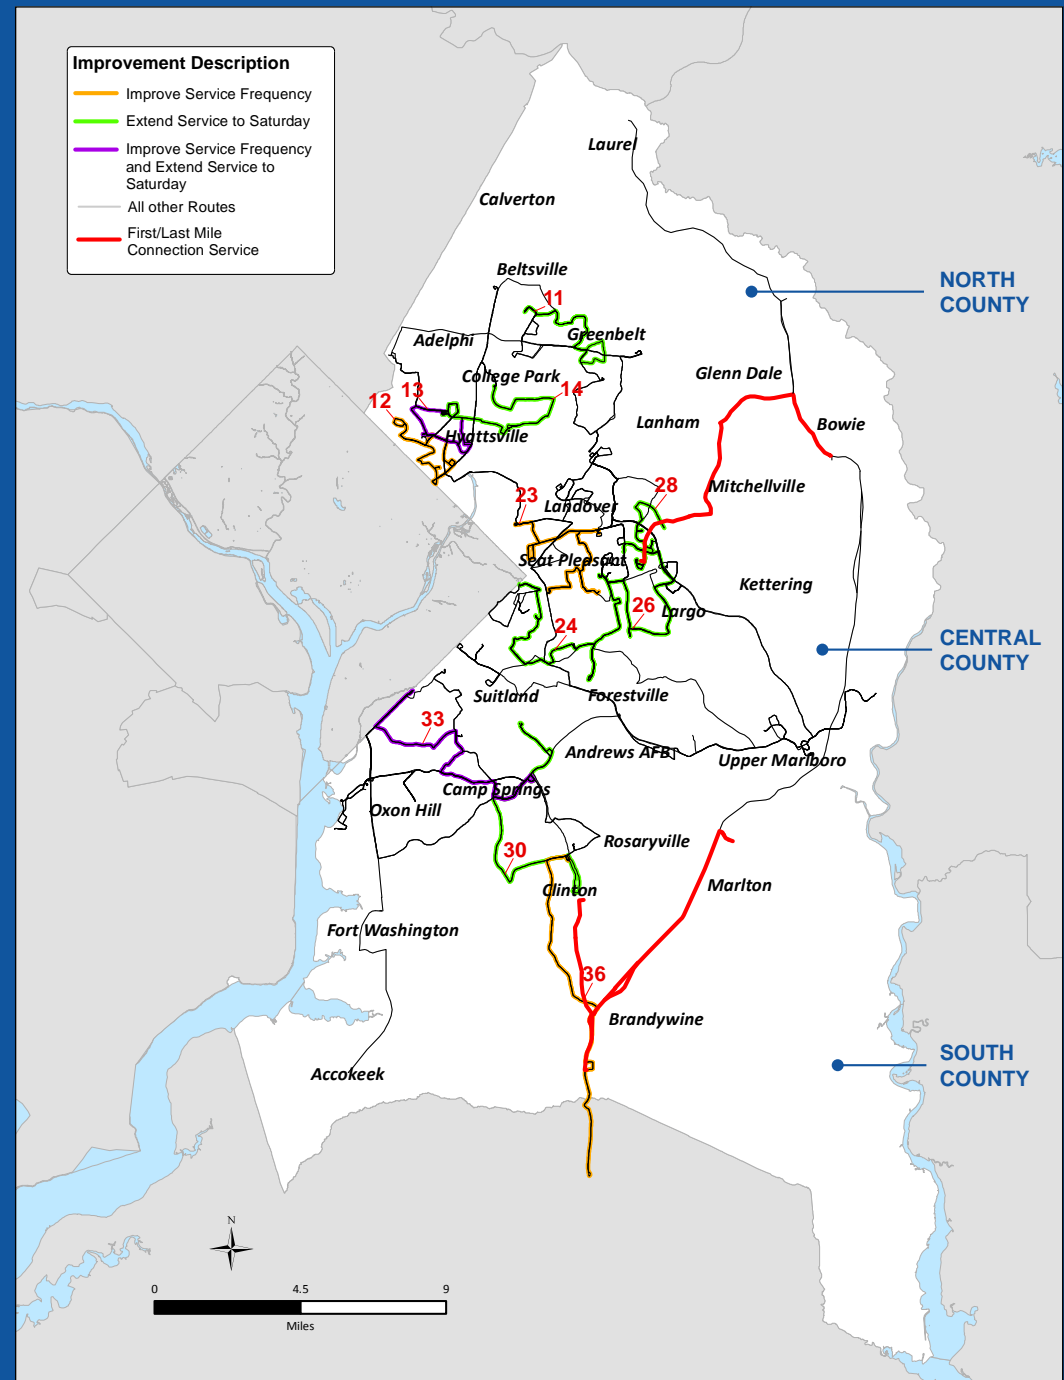 Improvement Description
Improve Service Frequency
Extend Service to Saturday
Improve Service Frequency
and Extend Service to
Saturday
All other Routes
First/Last Mile
Connection Service
Laurel
Calverton
Beltsville
11
NORTH
COUNTY
Adelphi
Greenbelt
College Park
14
Glenn Dale
12
13
Lanham
Bowie
Hyattsville
28
Mitchellville
23
Landover
Seat Pleasant
Kettering
26
Largo
24
CENTRAL
COUNTY
Suitland
Forestville
33
Andrews AFB
Upper Marlboro
Camp Springs
Oxon Hill
30
Rosaryville
Clinton
Marlton
Fort Washington
36
Brandywine
Accokeek
SOUTH
COUNTY
N
0 4.5 9
Miles